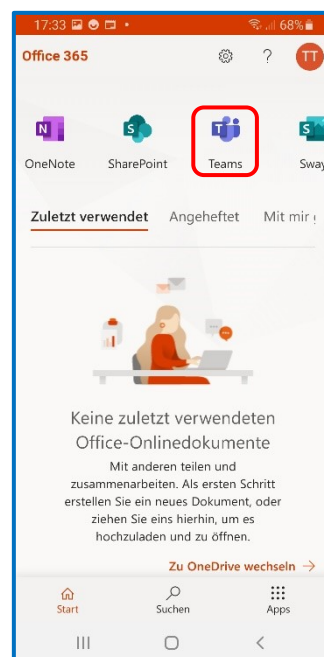 17:33 68%
Office 365 ? TT
N S T S
OneNote SharePoint Teams Sway
Zuletzt verwendet Angeheftet Mit mir
Keine zuletzt verwendeten
Office-Onlinedokumente
Mit anderen teilen und
zusammenarbeiten. Als ersten Schritt
erstellen Sie ein neues Dokument, oder
ziehen Sie eins hierhin, um es
hochzuladen und zu öffnen.
Zu OneDrive wechseln →
Start Suchen Apps